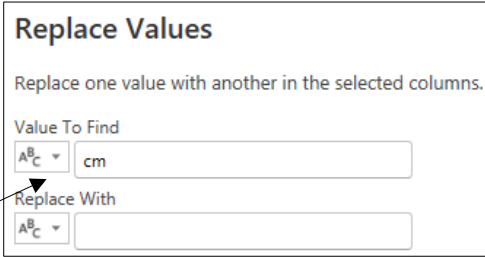 Replace Values
Replace one value with another in the selected columns.
Value To Find
ABC cm
Replace With
ABC